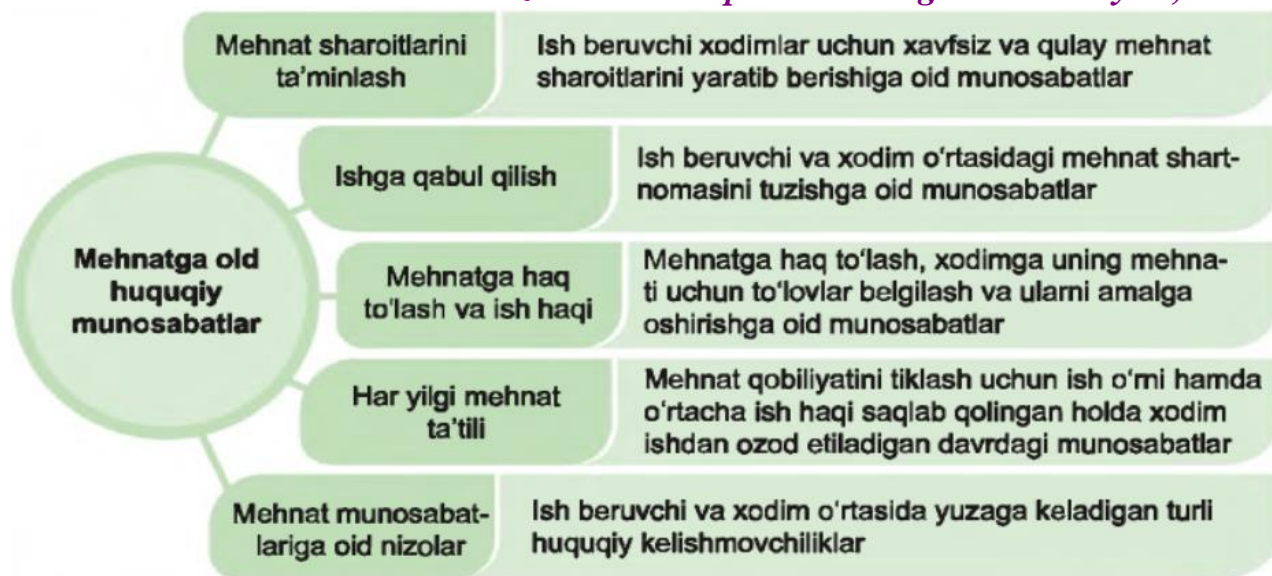 Mehnatga oid
huquqiy
munosabatlar
Mehnat sharoitlarini
ta’minlash
Ish beruvchi xodimlar uchun xavfsiz va qulay mehnat
sharoitlarini yaratib berishiga oid munosabatlar
Ishga qabul qilish
Ish beruvchi va xodim o‘rtasidagi mehnat shart-
nomasini tuzishga oid munosabatlar
Mehnatga haq
to‘lash va ish haqi
Mehnatga haq to‘lash, xodimga uning mehna-
ti uchun to‘lovlar belgilash va ularni amalga
oshirishga oid munosabatlar
Har yilgi mehnat
ta’tili
Mehnat qobiliyatini tiklash uchun ish o‘rni hamda
o‘rtacha ish haqi saqlab qolingan holda xodim
ishdan ozod etiladigan davrdagi munosabatlar
Mehnat munosabat-
lariga oid nizolar
Ish beruvchi va xodim o‘rtasida yuzaga keladigan turli
huquqiy kelishmovchiliklar